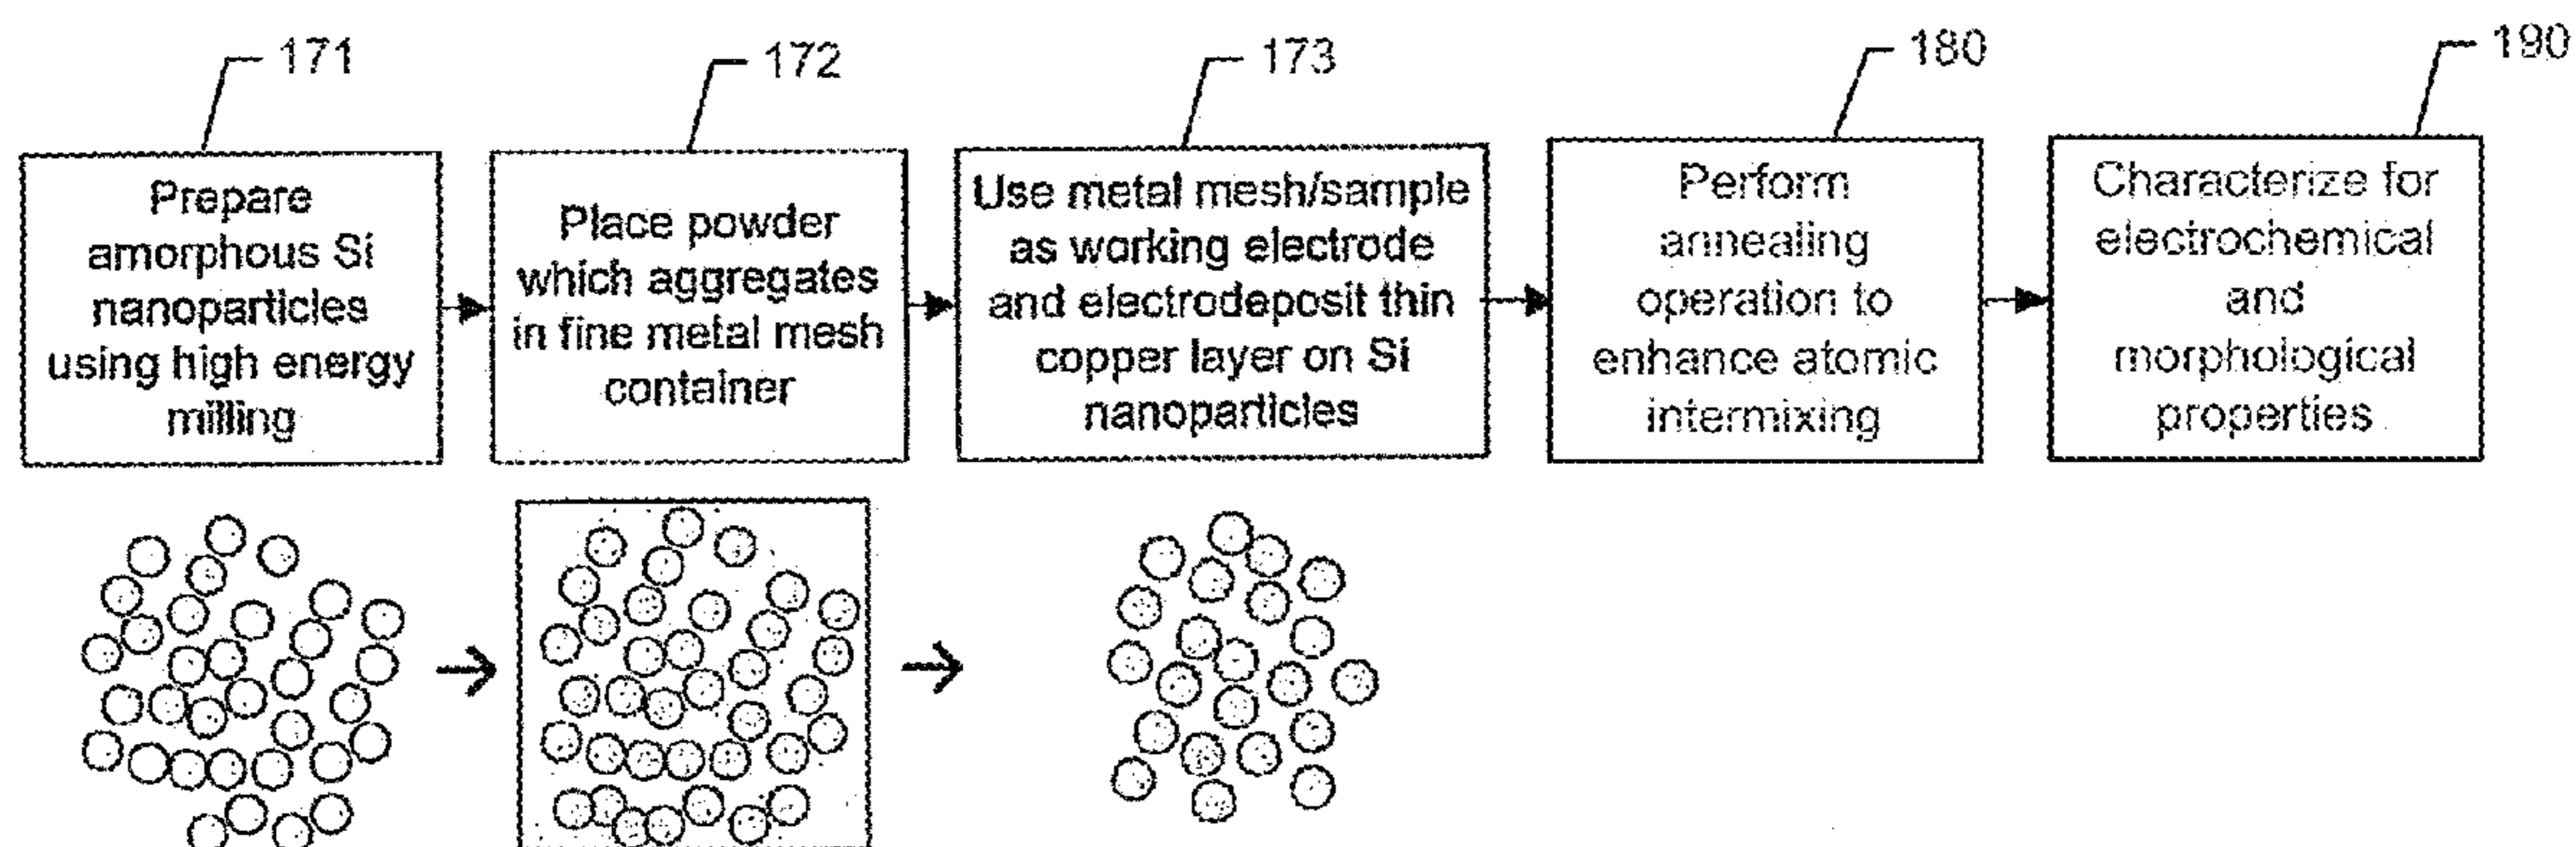 171
172
173
180
190
Prepare
amorphous Si
nanoparticles
using high energy
milling
Place powder
which aggregates
in fine metal mesh
container
Use metal mesh/sample
as working electrode
and electrodeposit thin
copper layer on Si
nanoparticles
Perform
annealing
operation to
enhance atomic
intermixing
Characterize for
electrochemical
and
morphological
properties